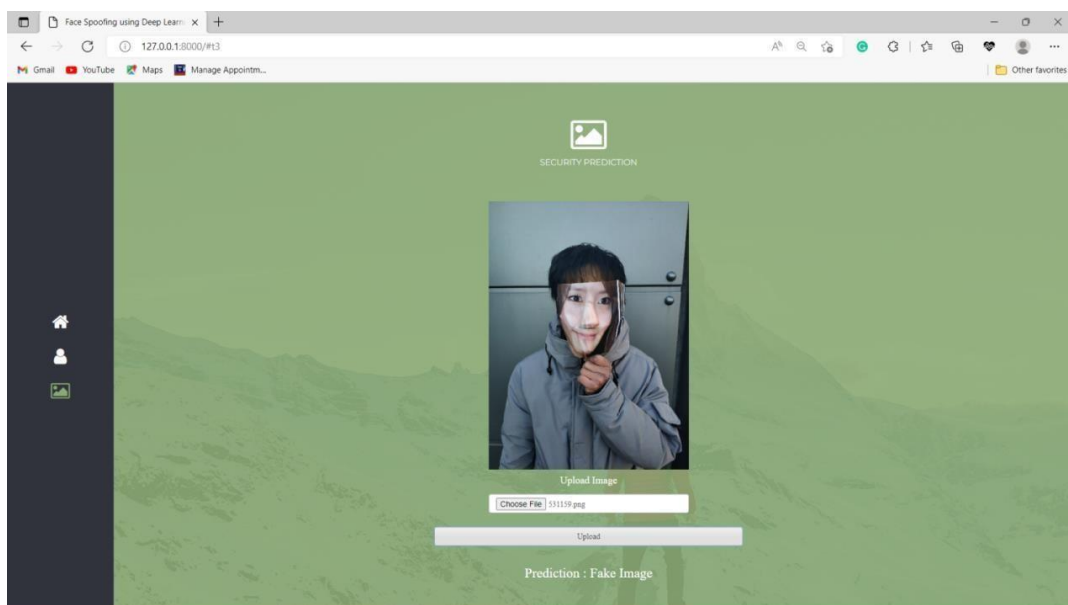 Face Spoofing using Deep Learni
127.0.0.1:8000/#t3
Gmail YouTube Maps Manage Appointm... Other favorites
SECURITY PREDICTION
Upload Image
Choose File 531159.png
Upload
Prediction : Fake Image